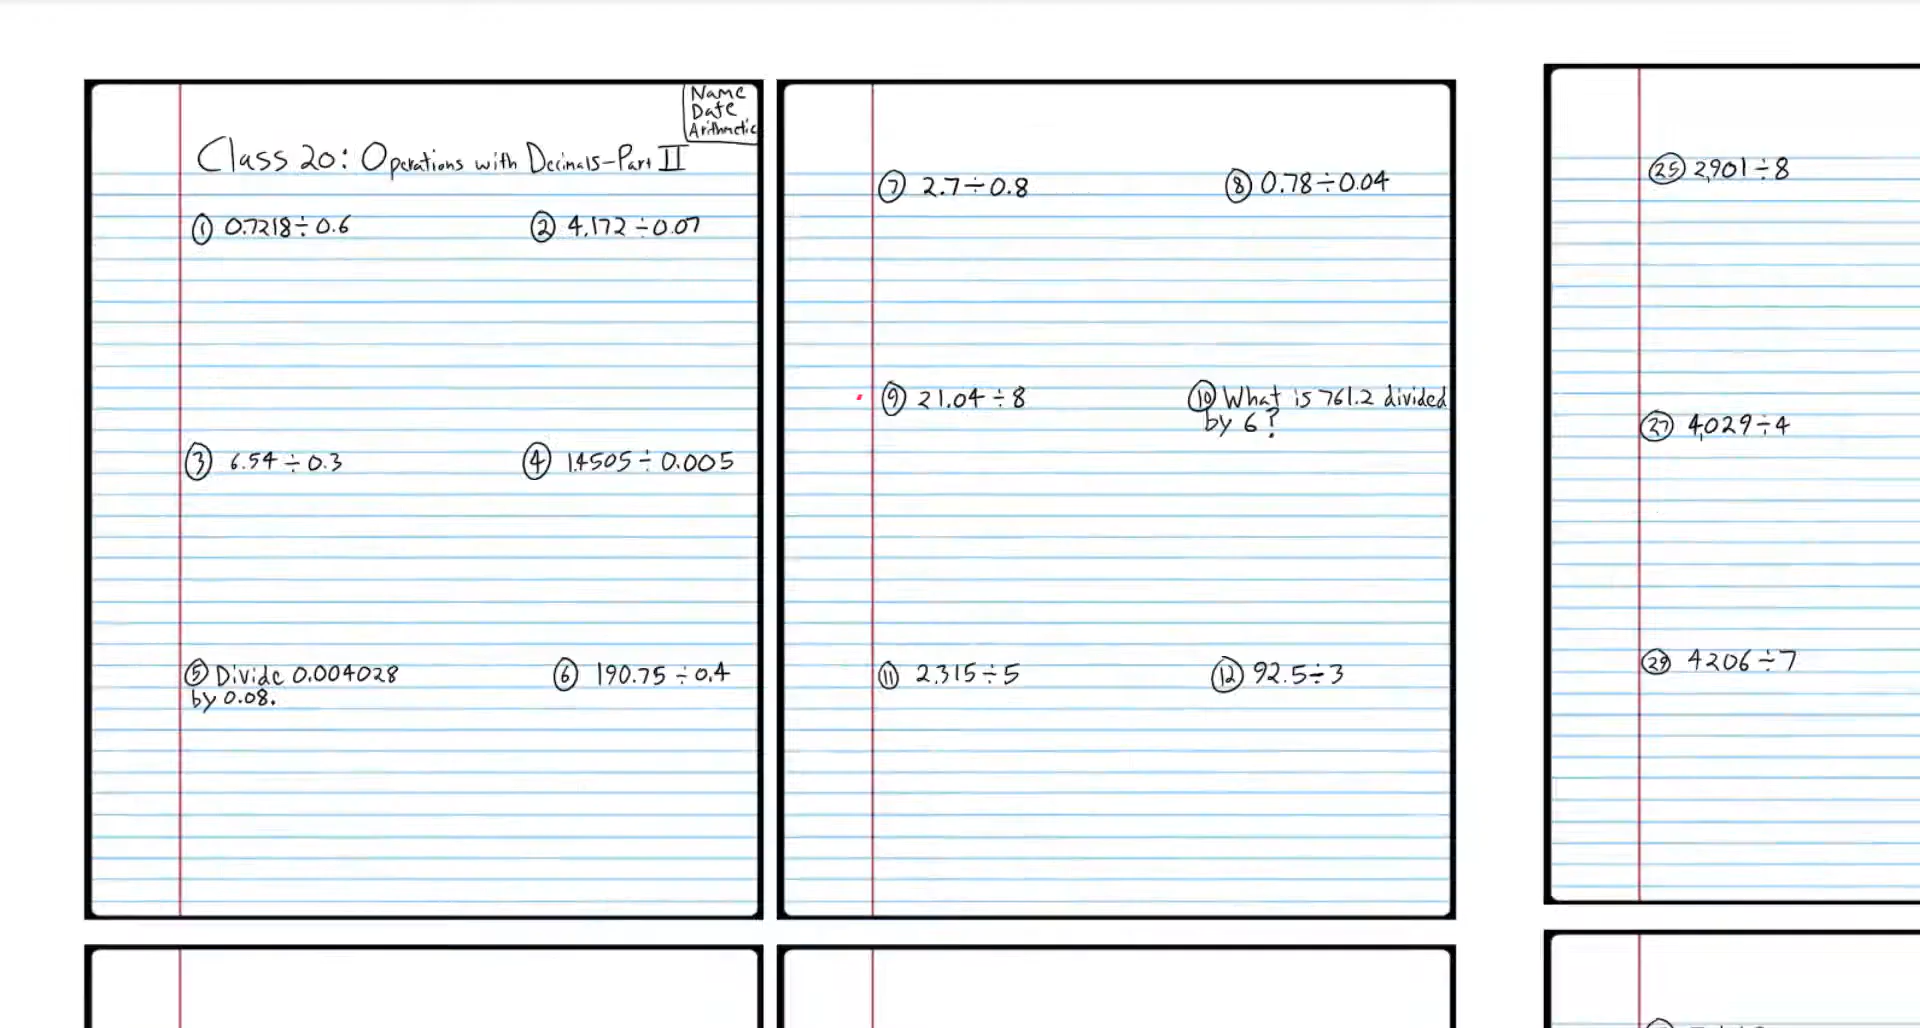 Name
Date
Arithmetic
Class 20: Operations with Decimals-Part II
① 0.7218÷0.6
② 4.172÷0.07
③ 6.54÷0.3
④ 1.4505÷0.005
⑤ Divide 0.004028
by 0.08.
⑥ 190.75÷0.4
⑦ 2.7÷0.8
⑧ 0.78÷0.04
⑨ 21.04÷8
⑩ What is 761.2 divided
by 6?
⑪ 2.315÷5
⑫ 92.5÷3
㉕ 2,901÷8
㉗ 4,029÷4
㉙ 4206÷7